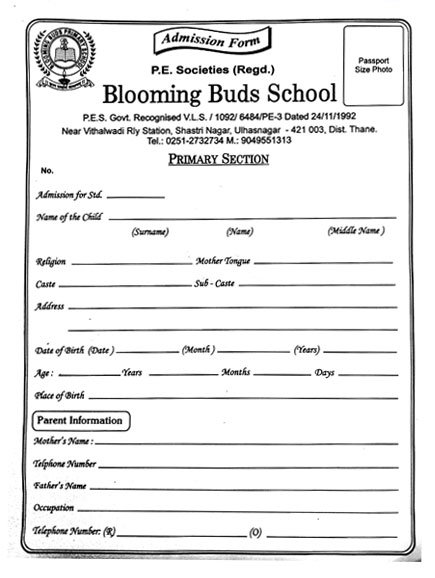 BLOOMING BUDS PRIMARY SCHOOL
Admission Form
Passport
Size Photo
P.E. Societies (Regd.)
Blooming Buds School
P.E.S. Govt. Recognised V.L.S. / 1092/ 6484/PE-3 Dated 24/11/1992
Near Vithalwadi Rly Station, Shastri Nagar, Ulhasnagar - 421 003, Dist. Thane.
Tel.: 0251-2732734 M.: 9049551313
PRIMARY SECTION
No.
Admission for Std.
Name of the Child
(Surname) (Name) (Middle Name )
Religion Mother Tongue
Caste Sub - Caste
Address
Date of Birth (Date ) (Month ) (Years)
Age : Years Months Days
Place of Birth
Parent Information
Mother's Name :
Telphone Number
Father's Name
Occupation
Telephone Number: (R) (O)